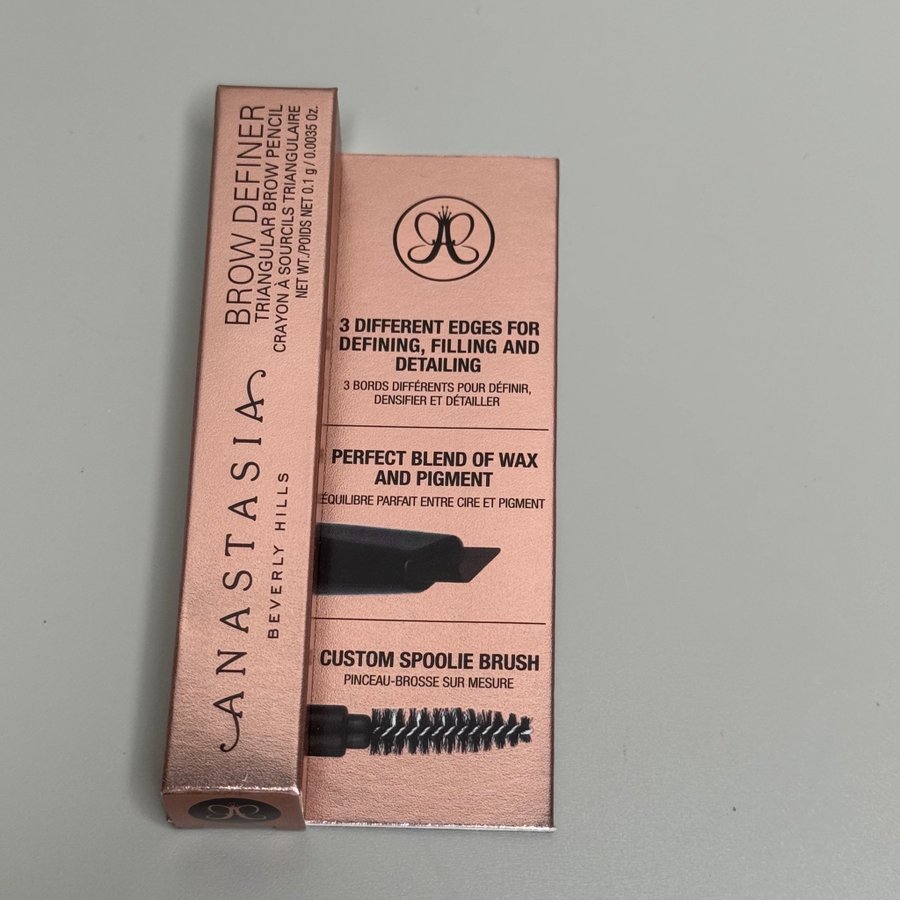 BROW DEFINER
TRIANGULAR BROW PENCIL
CRAYON À SOURCILS TRIANGULAIRE
NET WT./POIDS NET 0.1 g / 0.0035 Oz.
ANASTASIA
BEVERLY HILLS
3 DIFFERENT EDGES FOR
DEFINING, FILLING AND
DETAILING
3 BORDS DIFFÉRENTS POUR DÉFINIR,
DENSIFIER ET DÉTAILLER
PERFECT BLEND OF WAX
AND PIGMENT
ÉQUILIBRE PARFAIT ENTRE CIRE ET PIGMENT
CUSTOM SPOOLIE BRUSH
PINCEAU-BROSSE SUR MESURE